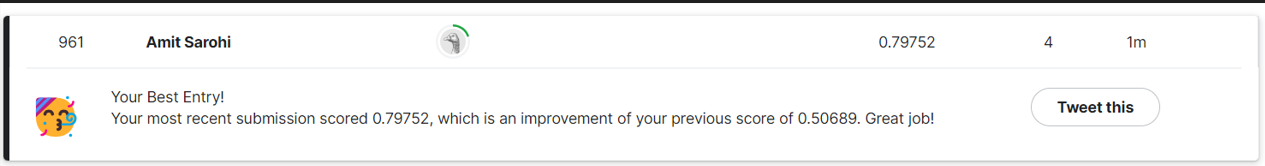 961 Amit Sarohi 0.79752 4 1m
Your Best Entry!
Your most recent submission scored 0.79752, which is an improvement of your previous score of 0.50689. Great job!
Tweet this